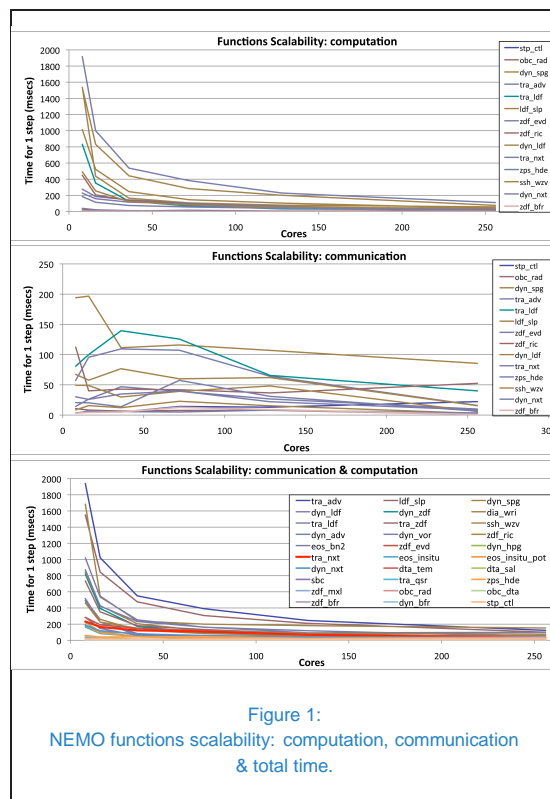 Functions Scalability: computation
Time for 1 step (msecs)
2000
1800
1600
1400
1200
1000
800
600
400
200
0
0
50
100
150
200
250
Cores
stp_ctl
obc_rad
dyn_spg
tra_adv
tra_ldf
ldf_slp
zdf_evd
zdf_ric
dyn_ldf
tra_nxt
zps_hde
ssh_wzv
dyn_nxt
zdf_bfr
Functions Scalability: communication
Time for 1 step (msecs)
250
200
150
100
50
0
0
50
100
150
200
250
300
Cores
stp_ctl
obc_rad
dyn_spg
tra_adv
tra_ldf
ldf_slp
zdf_evd
zdf_ric
dyn_ldf
tra_nxt
zps_hde
ssh_wzv
dyn_nxt
zdf_bfr
Functions Scalability: communication & computation
Time for 1 step (msecs)
2000
1800
1600
1400
1200
1000
800
600
400
200
0
0
50
100
150
200
250
Cores
tra_adv ldf_slp dyn_spg
dyn_ldf dyn_zdf dia_wri
tra_ldf tra_zdf ssh_wzv
dyn_adv dyn_vor zdf_ric
eos_bn2 zdf_evd dyn_hpg
tra_nxt eos_insitu eos_insitu_pot
dyn_nxt dta_tem dta_sal
sbc tra_qsr zps_hde
zdf_mxl obc_rad obc_dta
zdf_bfr dyn_bfr stp_ctl
Figure 1:
NEMO functions scalability: computation, communication
& total time.